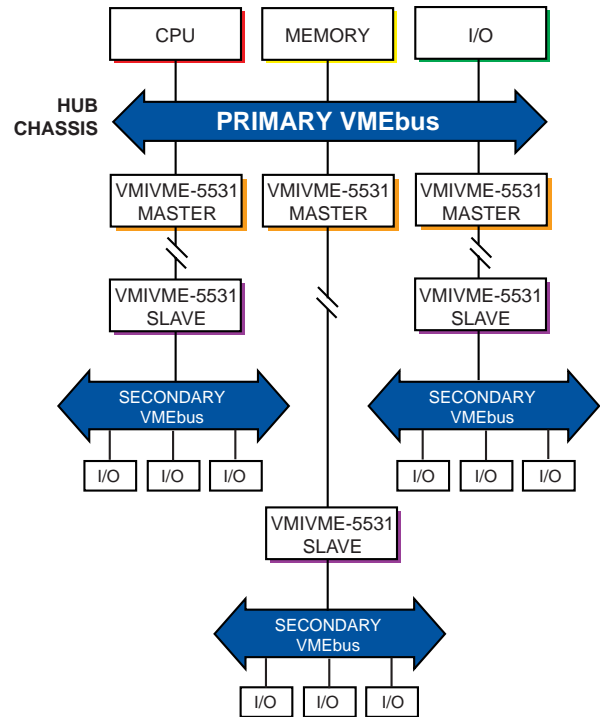 CPU
MEMORY
I/O
HUB
CHASSIS
PRIMARY VMEbus
VMIVME-5531
MASTER
VMIVME-5531
MASTER
VMIVME-5531
MASTER
VMIVME-5531
SLAVE
VMIVME-5531
SLAVE
SECONDARY
VMEbus
SECONDARY
VMEbus
I/O
I/O
I/O
I/O
I/O
I/O
VMIVME-5531
SLAVE
SECONDARY
VMEbus
I/O
I/O
I/O